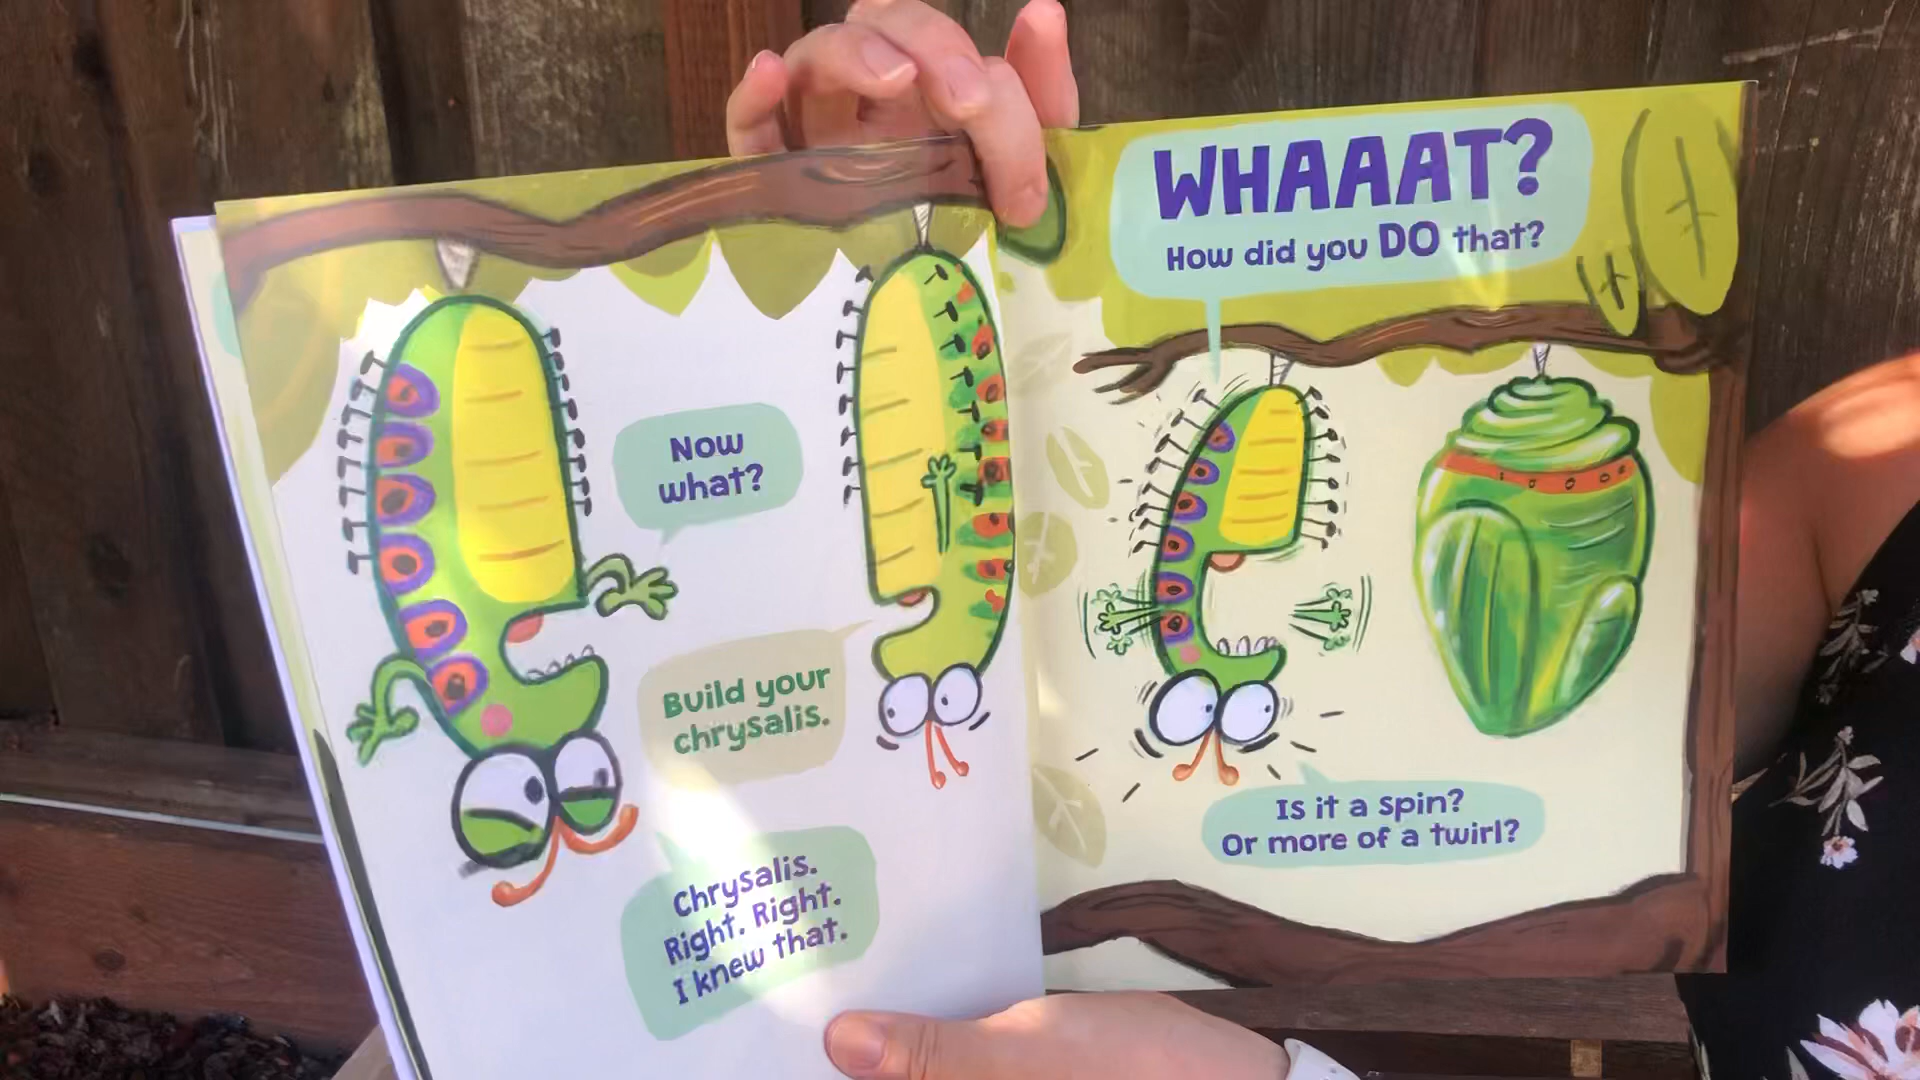 Now
what?
Build your
chrysalis.
Chrysalis.
Right. Right.
I knew that.
WHAAAT?
How did you DO that?
Is it a spin?
Or more of a twirl?